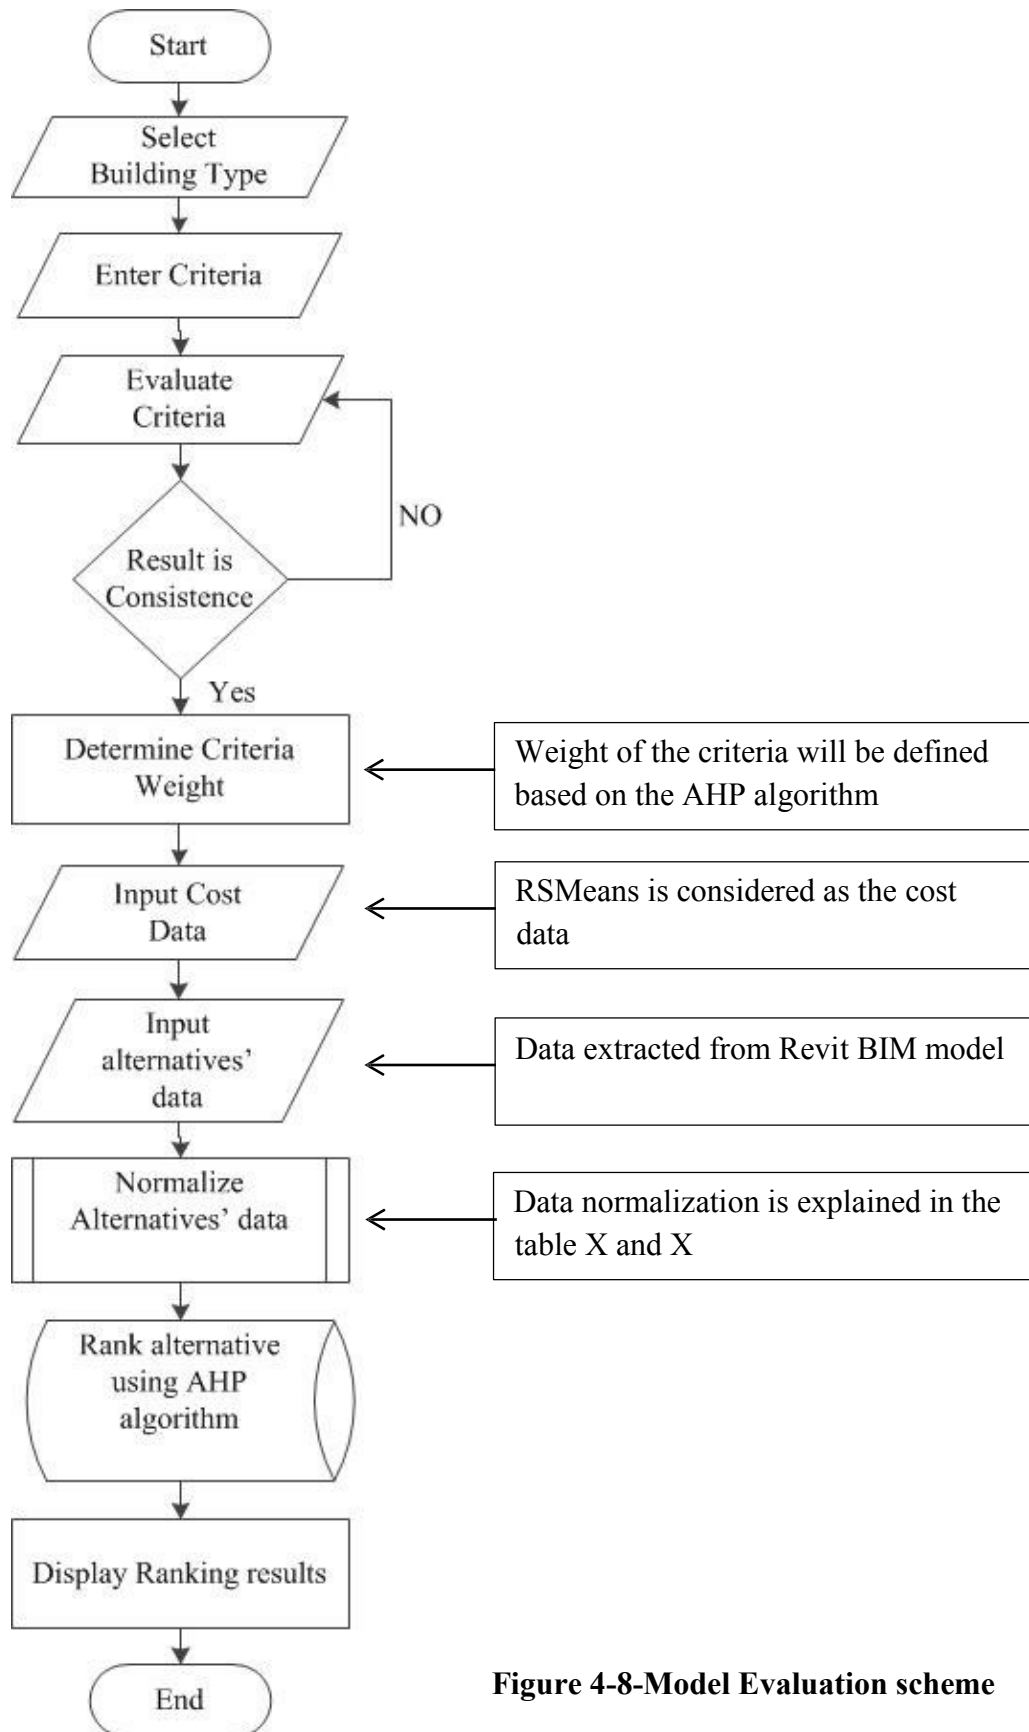 Start
Select
Building Type
Enter Criteria
Evaluate
Criteria
NO
Result is
Consistence
Yes
Determine Criteria
Weight
Weight of the criteria will be defined
based on the AHP algorithm
Input Cost
Data
RSMeans is considered as the cost
data
Input
alternatives’
data
Data extracted from Revit BIM model
Normalize
Alternatives’ data
Data normalization is explained in the
table X and X
Rank alternative
using AHP
algorithm
Display Ranking results
End
Figure 4-8-Model Evaluation scheme